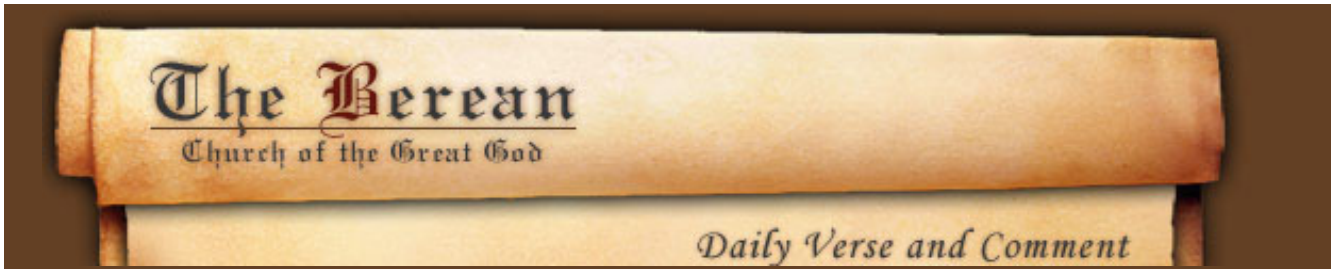 The Berean
Church of the Great God
Daily Verse and Comment